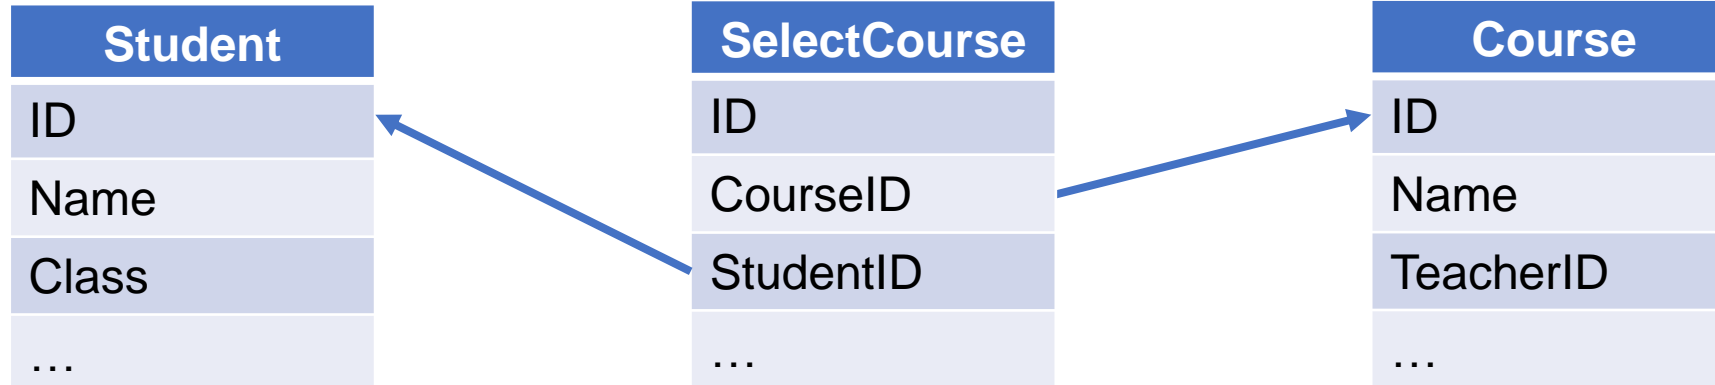 Student
ID
Name
Class
…
SelectCourse
ID
CourseID
StudentID
…
Course
ID
Name
TeacherID
…